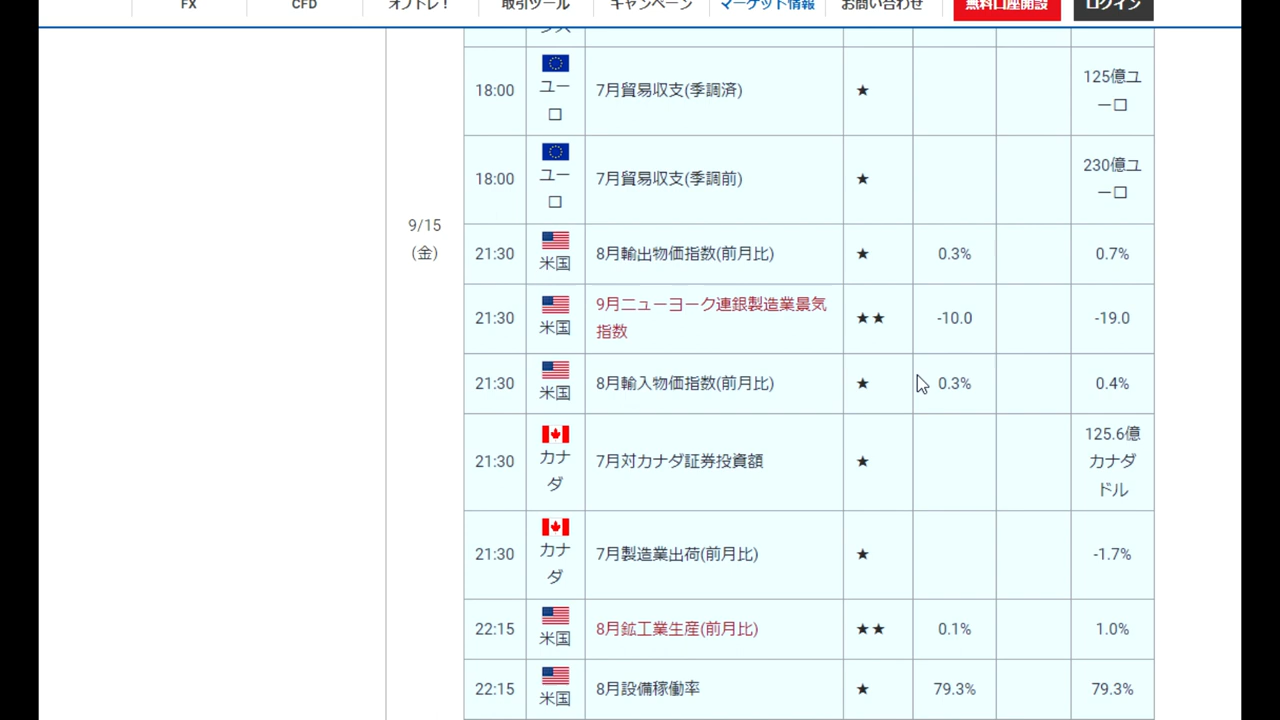 FX
CFD
オプトレ！
取引ツール
キャンペーン
マーケット情報
お問い合わせ
無料口座開設
ログイン
9/15
(金)
18:00
ユー
ロ
7月貿易収支(季調済)
★
125億ユ
ーロ
18:00
ユー
ロ
7月貿易収支(季調前)
★
230億ユ
ーロ
21:30
米国
8月輸出物価指数(前月比)
★
0.3%
0.7%
21:30
米国
9月ニューヨーク連銀製造業景気
指数
★★
-10.0
-19.0
21:30
米国
8月輸入物価指数(前月比)
★
0.3%
0.4%
21:30
カナ
ダ
7月対カナダ証券投資額
★
125.6億
カナダ
ドル
21:30
カナ
ダ
7月製造業出荷(前月比)
★
-1.7%
22:15
米国
8月鉱工業生産(前月比)
★★
0.1%
1.0%
22:15
米国
8月設備稼働率
★
79.3%
79.3%